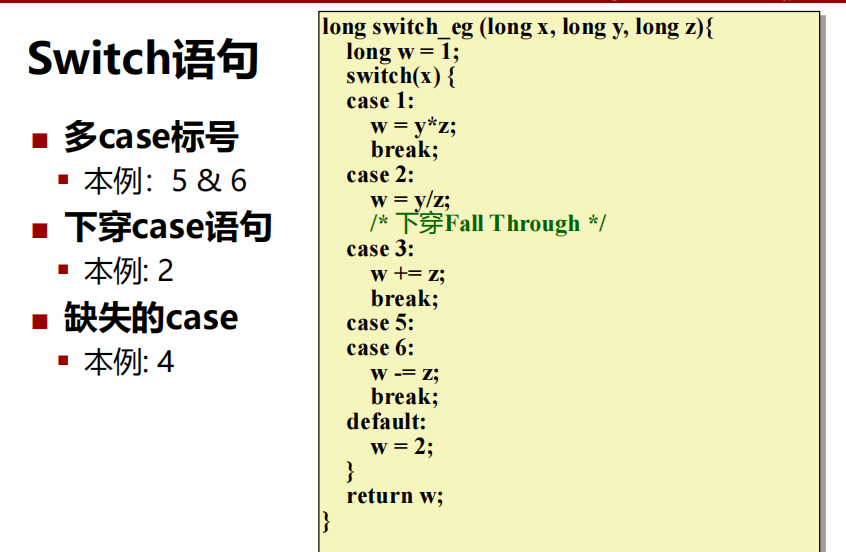 Switch语句
多case标号
本例：5 & 6
下穿case语句
本例: 2
缺失的case
本例: 4
long switch_eg (long x, long y, long z){
long w = 1;
switch(x) {
case 1:
w = y*z;
break;
case 2:
w = y/z;
/* 下穿Fall Through */
case 3:
w += z;
break;
case 5:
case 6:
w -= z;
break;
default:
w = 2;
}
return w;
}